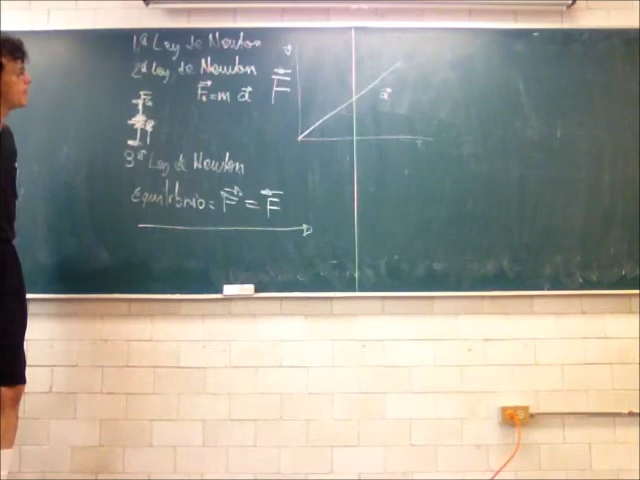 1ª Ley de Newton
2ª Ley de Newton
F = m a
F
a
3ª Ley de Newton
Equilibrio = F = F